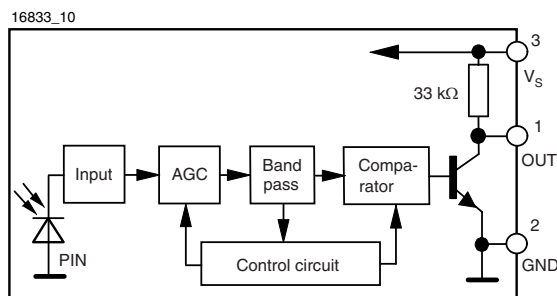 16833_10
3
VS
33 kΩ
1
OUT
Input
AGC
Band
pass
Compa-
rator
2
GND
PIN
Control circuit